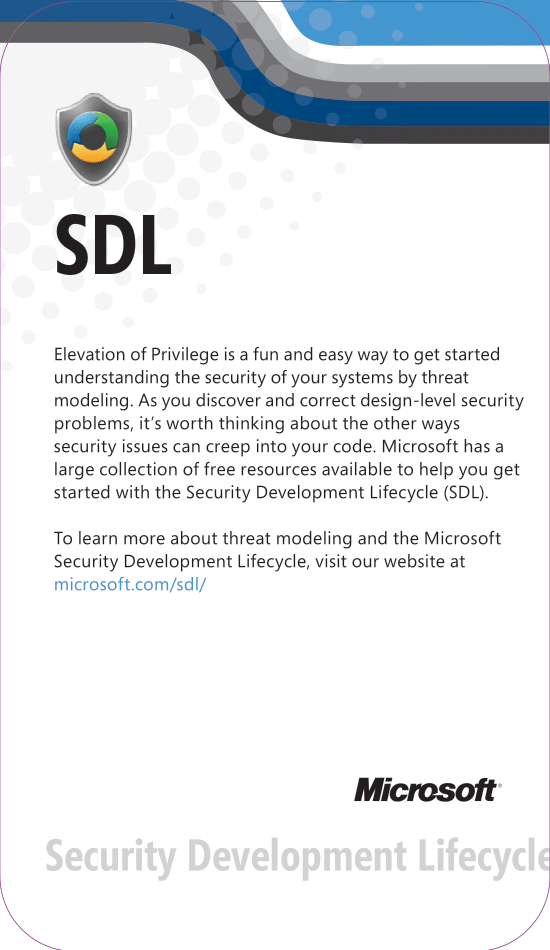 SDL
Elevation of Privilege is a fun and easy way to get started
understanding the security of your systems by threat
modeling. As you discover and correct design-level security
problems, it’s worth thinking about the other ways
security issues can creep into your code. Microsoft has a
large collection of free resources available to help you get
started with the Security Development Lifecycle (SDL).
To learn more about threat modeling and the Microsoft
Security Development Lifecycle, visit our website at
microsoft.com/sdl/
Microsoft®
Security Development Lifecycle